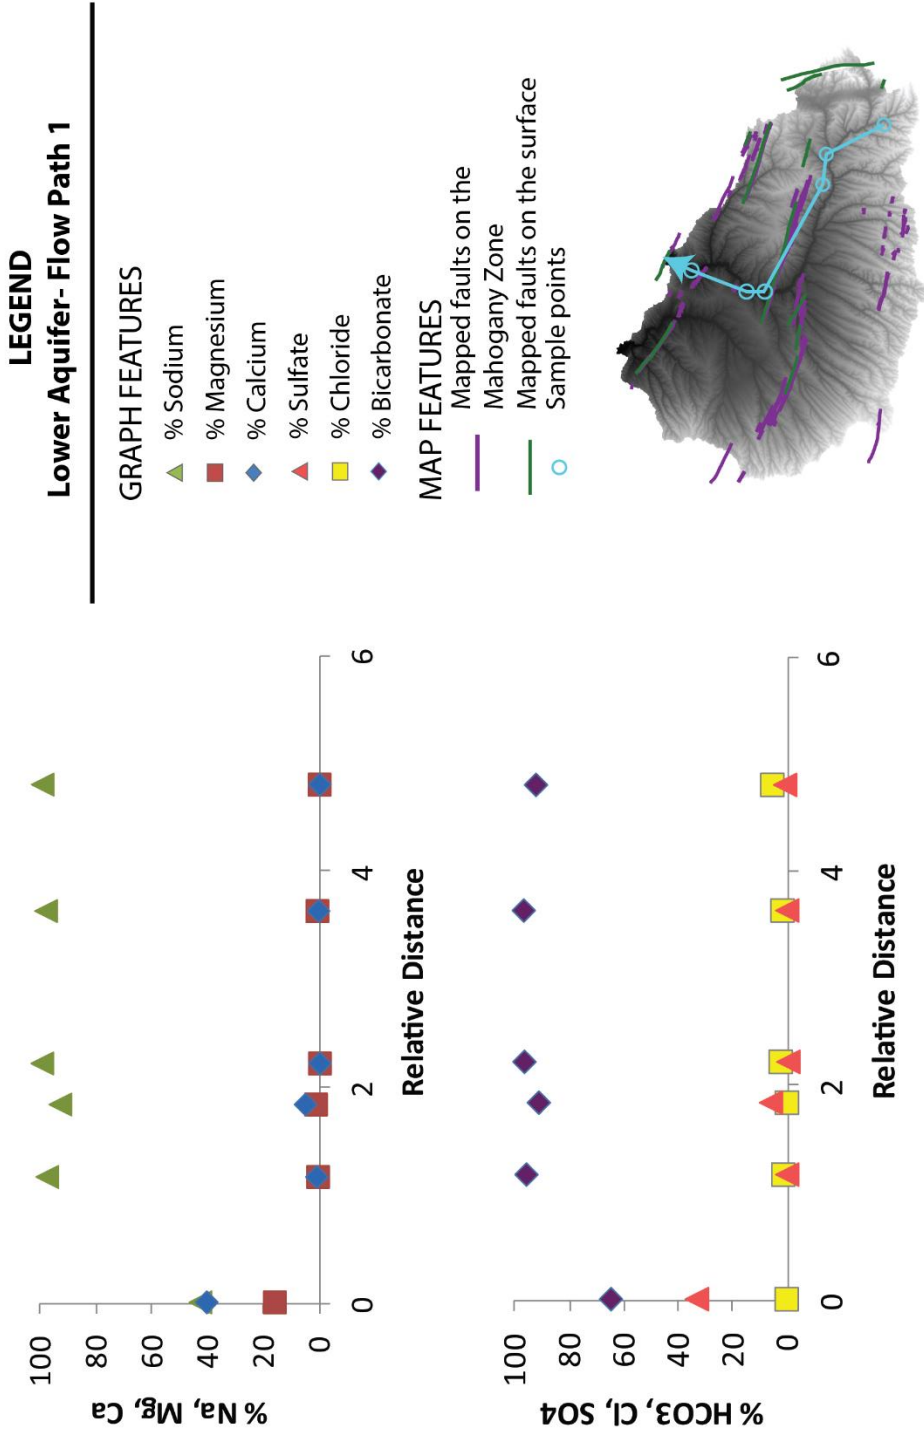 LEGEND
Lower Aquifer- Flow Path 1
GRAPH FEATURES
% Sodium
% Magnesium
% Calcium
% Sulfate
% Chloride
% Bicarbonate
MAP FEATURES
Mapped faults on the
Mahogany Zone
Mapped faults on the surface
Sample points
% Na, Mg, Ca
100
80
60
40
20
0
0
2
4
6
Relative Distance
% HCO3, Cl, SO4
100
80
60
40
20
0
0
2
4
6
Relative Distance